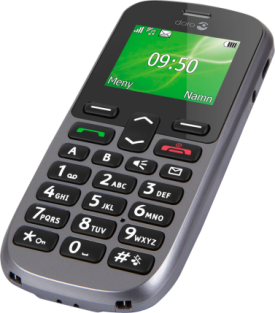 doro
09:50
Meny Namn
A B
1 2ABC 3DEF
4GHI 5JKL 6MNO
7PQRS 8TUV 9WXYZ
* 0 #